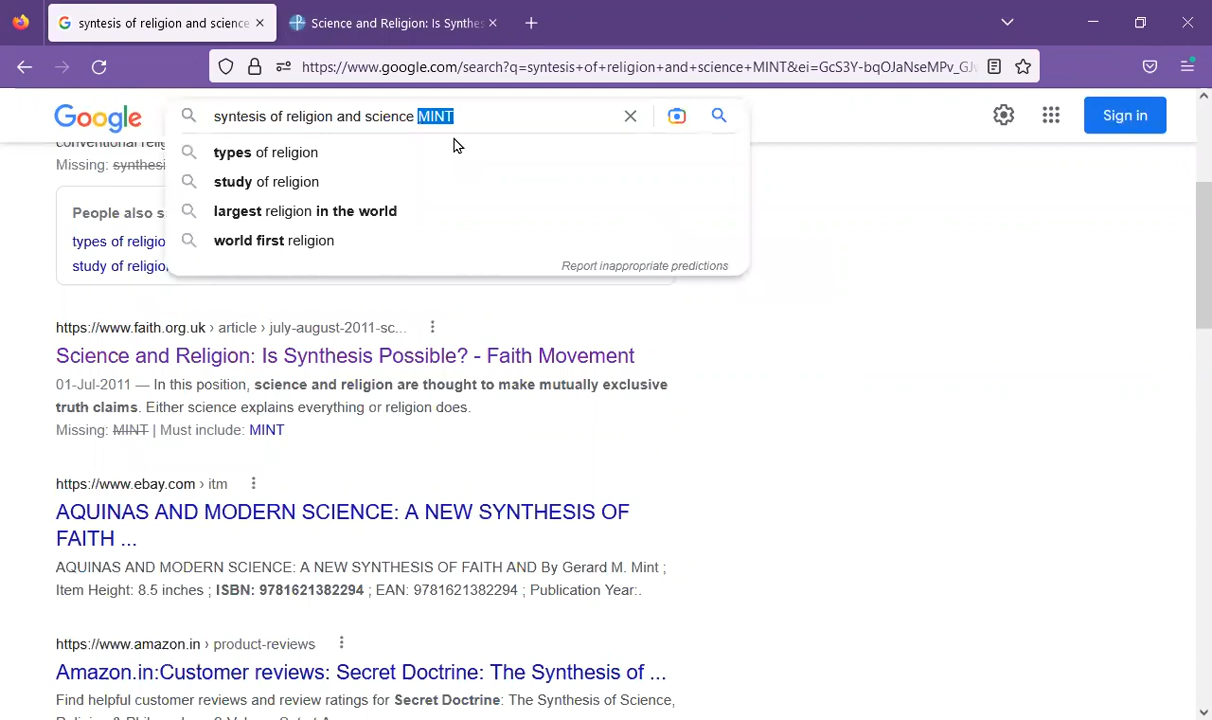 syntesis of religion and science
Science and Religion: Is Synthes
https://www.google.com/search?q=syntesis+of+religion+and+science+MINT&ei=GcS3Y-bqOJaNseMPv_GJ
Google
syntesis of religion and science MINT
Sign in
types of religion
study of religion
largest religion in the world
world first religion
Report inappropriate predictions
conventional relig
Missing: synthesis
People also s
types of religio
study of religio
https://www.faith.org.uk › article › july-august-2011-sc...
Science and Religion: Is Synthesis Possible? - Faith Movement
01-Jul-2011 — In this position, science and religion are thought to make mutually exclusive
truth claims. Either science explains everything or religion does.
Missing: MINT | Must include: MINT
https://www.ebay.com › itm
AQUINAS AND MODERN SCIENCE: A NEW SYNTHESIS OF
FAITH ...
AQUINAS AND MODERN SCIENCE: A NEW SYNTHESIS OF FAITH AND By Gerard M. Mint ;
Item Height: 8.5 inches ; ISBN: 9781621382294 ; EAN: 9781621382294 ; Publication Year:.
https://www.amazon.in › product-reviews
Amazon.in:Customer reviews: Secret Doctrine: The Synthesis of ...
Find helpful customer reviews and review ratings for Secret Doctrine: The Synthesis of Science,